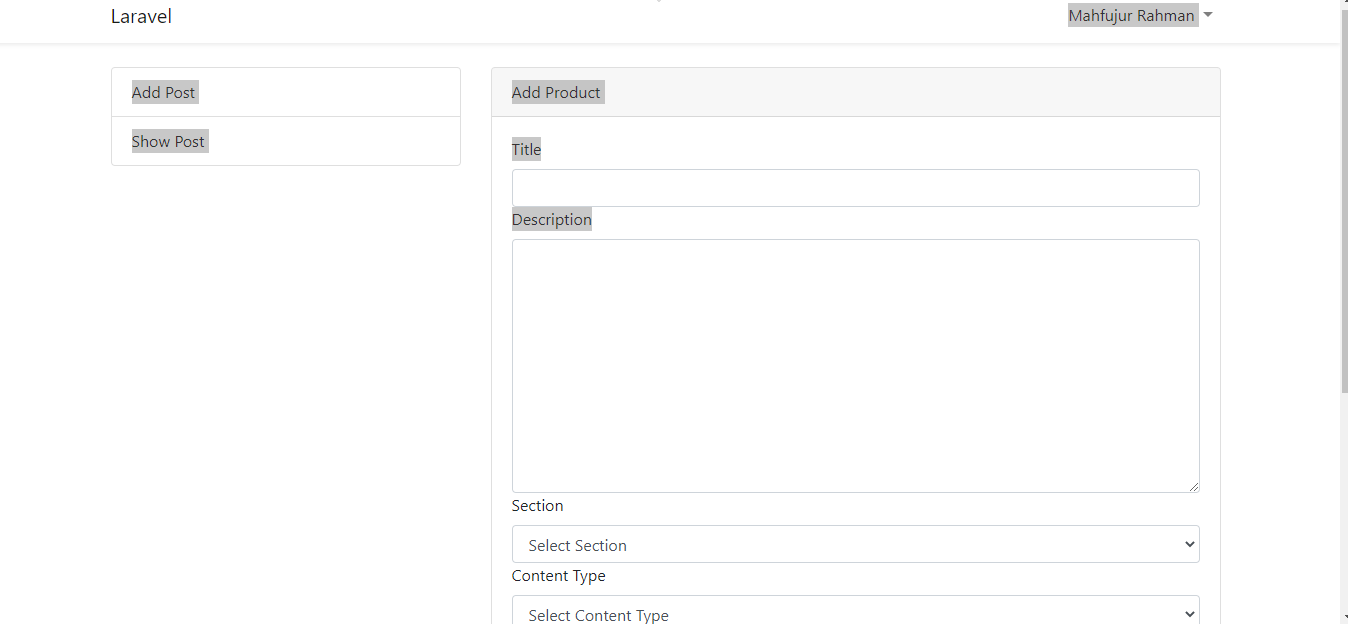 Laravel
Mahfujur Rahman
Add Post
Show Post
Add Product
Title
Description
Section
Select Section
Content Type
Select Content Type